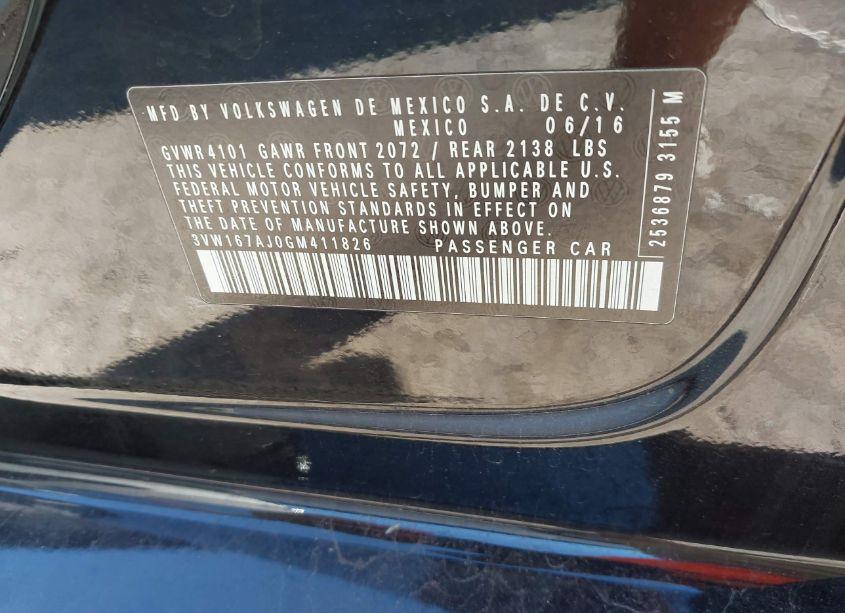 MFD BY VOLKSWAGEN DE MEXICO S.A. DE C.V.
MEXICO 06/16
GVWR4101 GAWR FRONT 2072 / REAR 2138 LBS
THIS VEHICLE CONFORMS TO ALL APPLICABLE U.S.
FEDERAL MOTOR VEHICLE SAFETY, BUMPER AND
THEFT PREVENTION STANDARDS IN EFFECT ON
THE DATE OF MANUFACTURE SHOWN ABOVE.
3VW167AJ0GM411826 PASSENGER CAR
2536879 3155 M